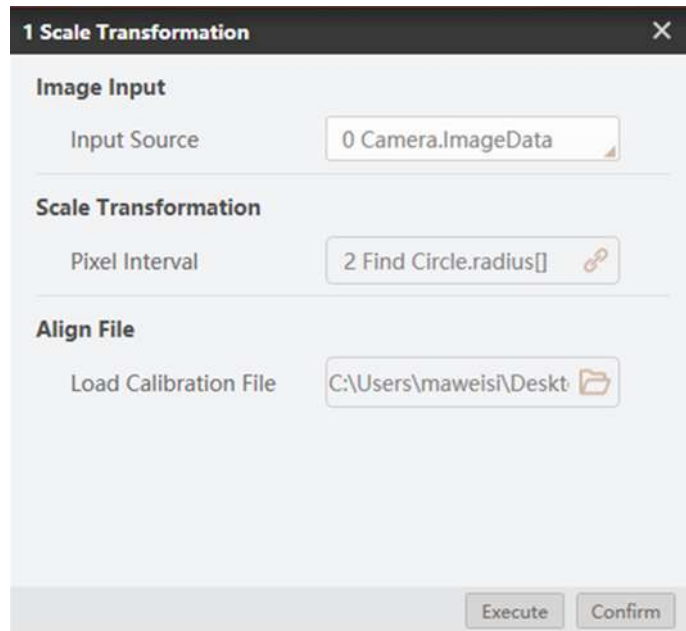 1 Scale Transformation
Image Input
Input Source 0 Camera.ImageData
Scale Transformation
Pixel Interval 2 Find Circle.radius[]
Align File
Load Calibration File C:\Users\maweisi\Deskt
Execute Confirm